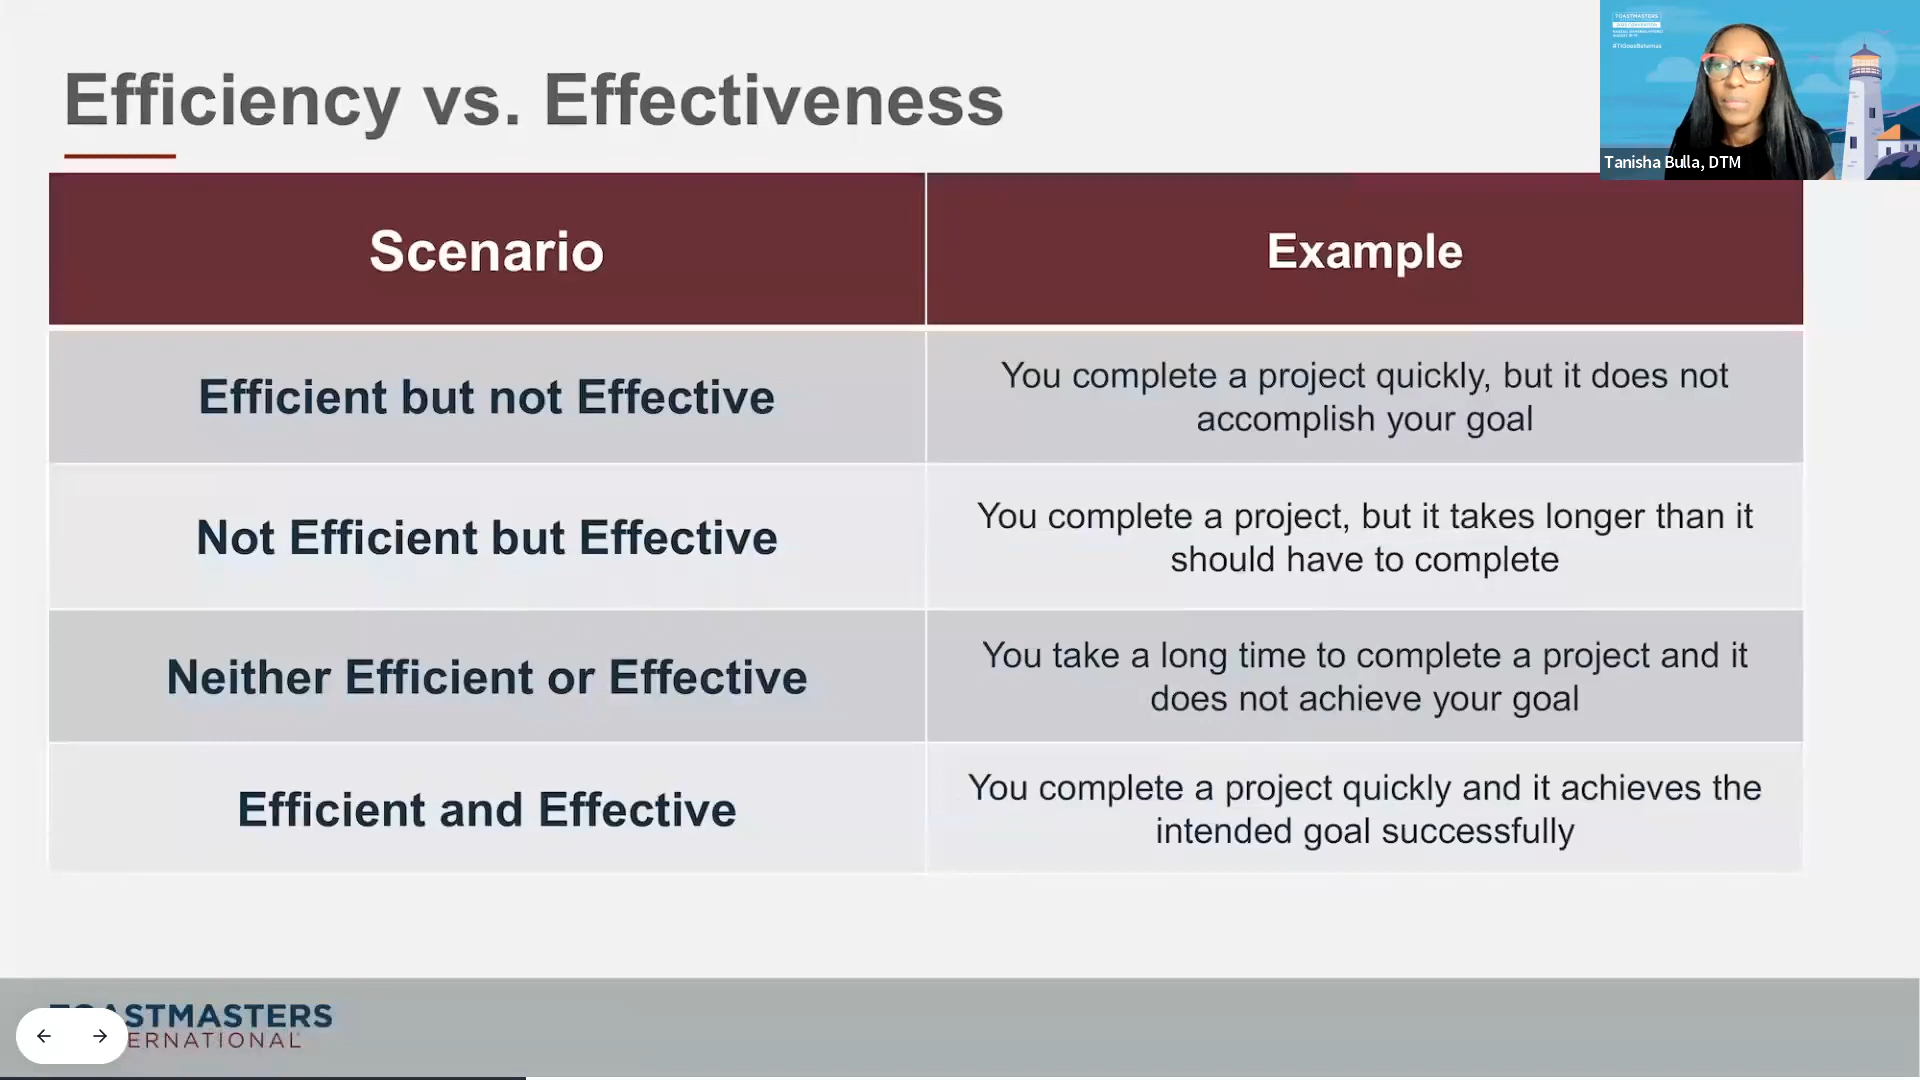 Efficiency vs. Effectiveness
TOASTMASTERS
#TIGoesBahamas
Tanisha Bulla, DTM
Scenario
Example
Efficient but not Effective
You complete a project quickly, but it does not
accomplish your goal
Not Efficient but Effective
You complete a project, but it takes longer than it
should have to complete
Neither Efficient or Effective
You take a long time to complete a project and it
does not achieve your goal
Efficient and Effective
You complete a project quickly and it achieves the
intended goal successfully
TOASTMASTERS
ERNATIONAL